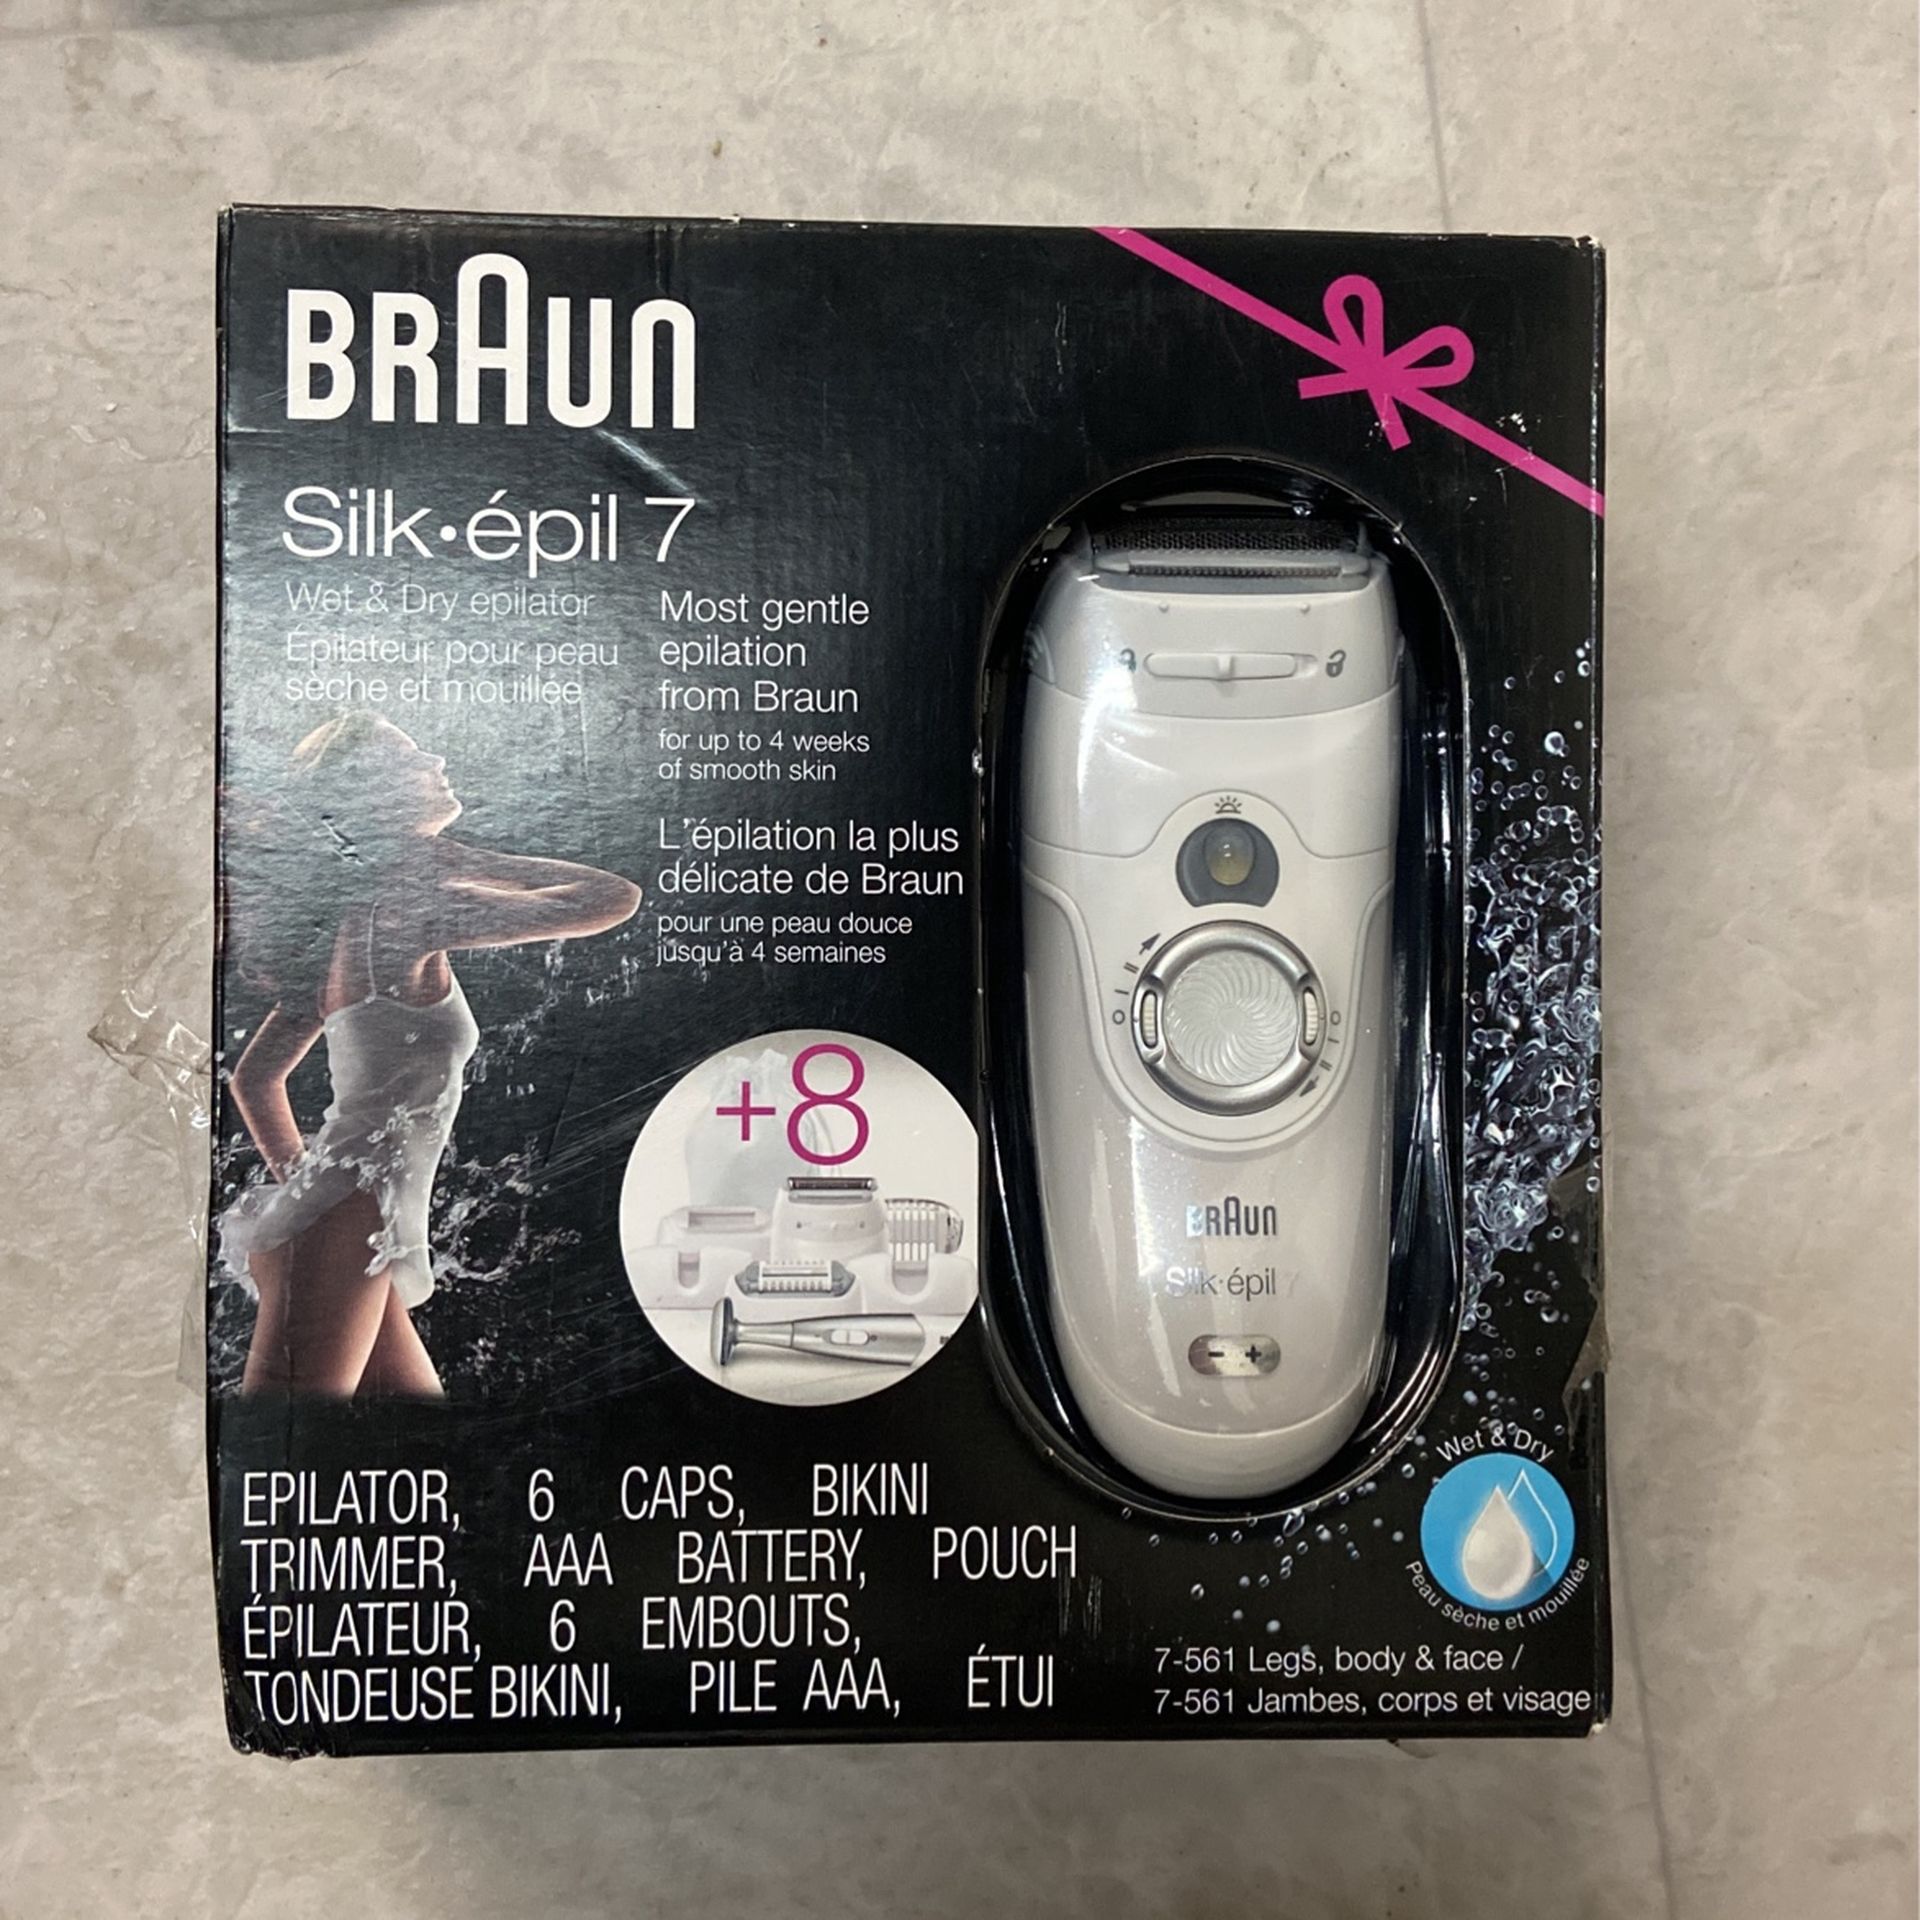 BRAUN
Silk·épil 7
Wet & Dry epilator
Épilateur pour peau
sèche et mouillée
Most gentle
epilation
from Braun
for up to 4 weeks
of smooth skin
L'épilation la plus
délicate de Braun
pour une peau douce
jusqu'à 4 semaines
+8
BRAUN
Silk·épil
- +
EPILATOR, 6 CAPS, BIKINI
TRIMMER, AAA BATTERY, POUCH
ÉPILATEUR, 6 EMBOUTS,
TONDEUSE BIKINI, PILE AAA, ÉTUI
Wet & Dry
Peau sèche et mouillée
7-561 Legs, body & face /
7-561 Jambes, corps et visage